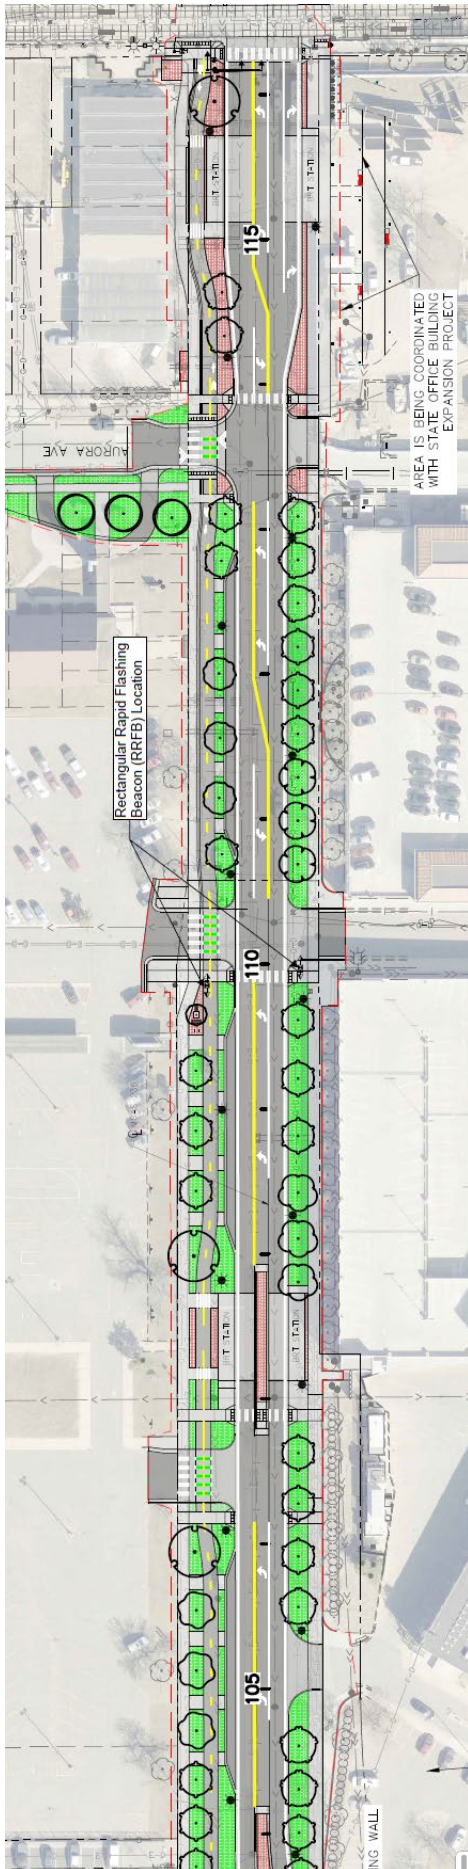 115
AREA IS BEING COORDINATED
WITH STATE OFFICE BUILDING
EXPANSION PROJECT
AURORA AVE
Rectangular Rapid Flashing
Beacon (RRFB) Location
110
105
NG WALL